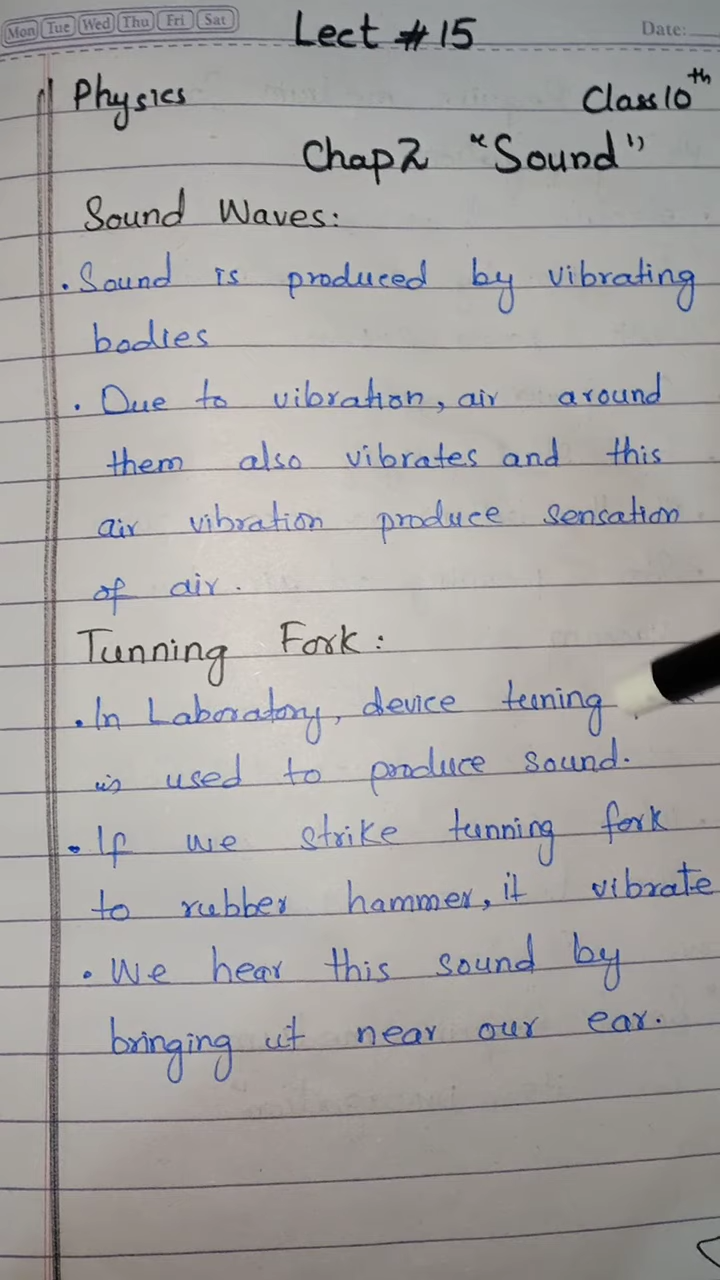 Mon Tue Wed Thu Fri Sat
Lect # 15
Date:
Physics Class 10th
Chap 2 "Sound"
Sound Waves:
• Sound is produced by vibrating
bodies
• Due to vibration, air around
them also vibrates and this
air vibration produce sensation
of air.
Tunning Fork:
• In Laboratory, device tuning
is used to produce sound.
• If we strike tunning fork
to rubber hammer, it vibrate
• We hear this sound by
bringing it near our ear.